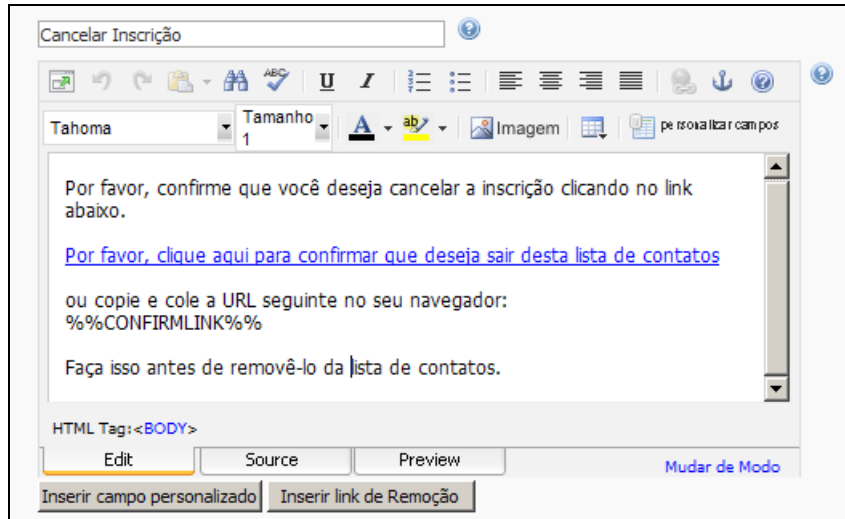 Cancelar Inscrição
ABC
U I
Tahoma Tamanho 1 A ab Imagem personalizar campos
Por favor, confirme que você deseja cancelar a inscrição clicando no link
abaixo.
Por favor, clique aqui para confirmar que deseja sair desta lista de contatos
ou copie e cole a URL seguinte no seu navegador:
%%CONFIRMLINK%%
Faça isso antes de removê-lo da lista de contatos.
HTML Tag:<BODY>
Edit Source Preview Mudar de Modo
Inserir campo personalizado Inserir link de Remoção